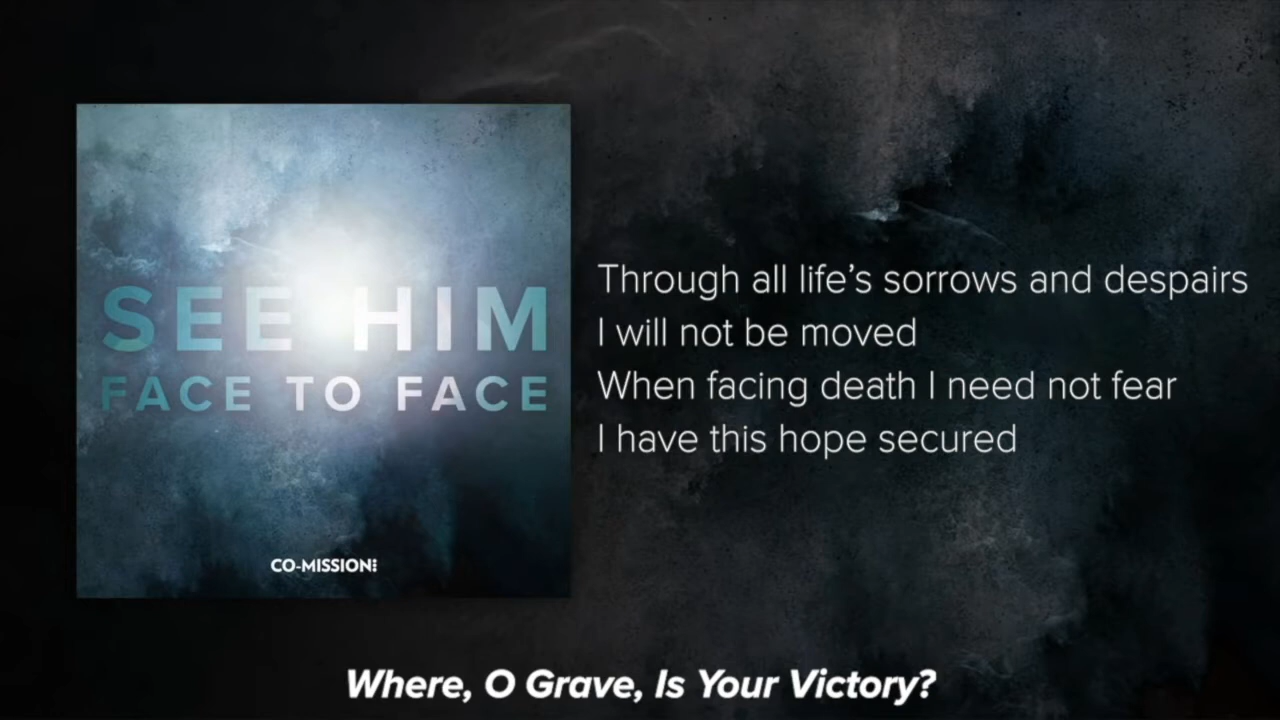 SEE HIM
FACE TO FACE
CO-MISSION
Through all life’s sorrows and despairs
I will not be moved
When facing death I need not fear
I have this hope secured
Where, O Grave, Is Your Victory?